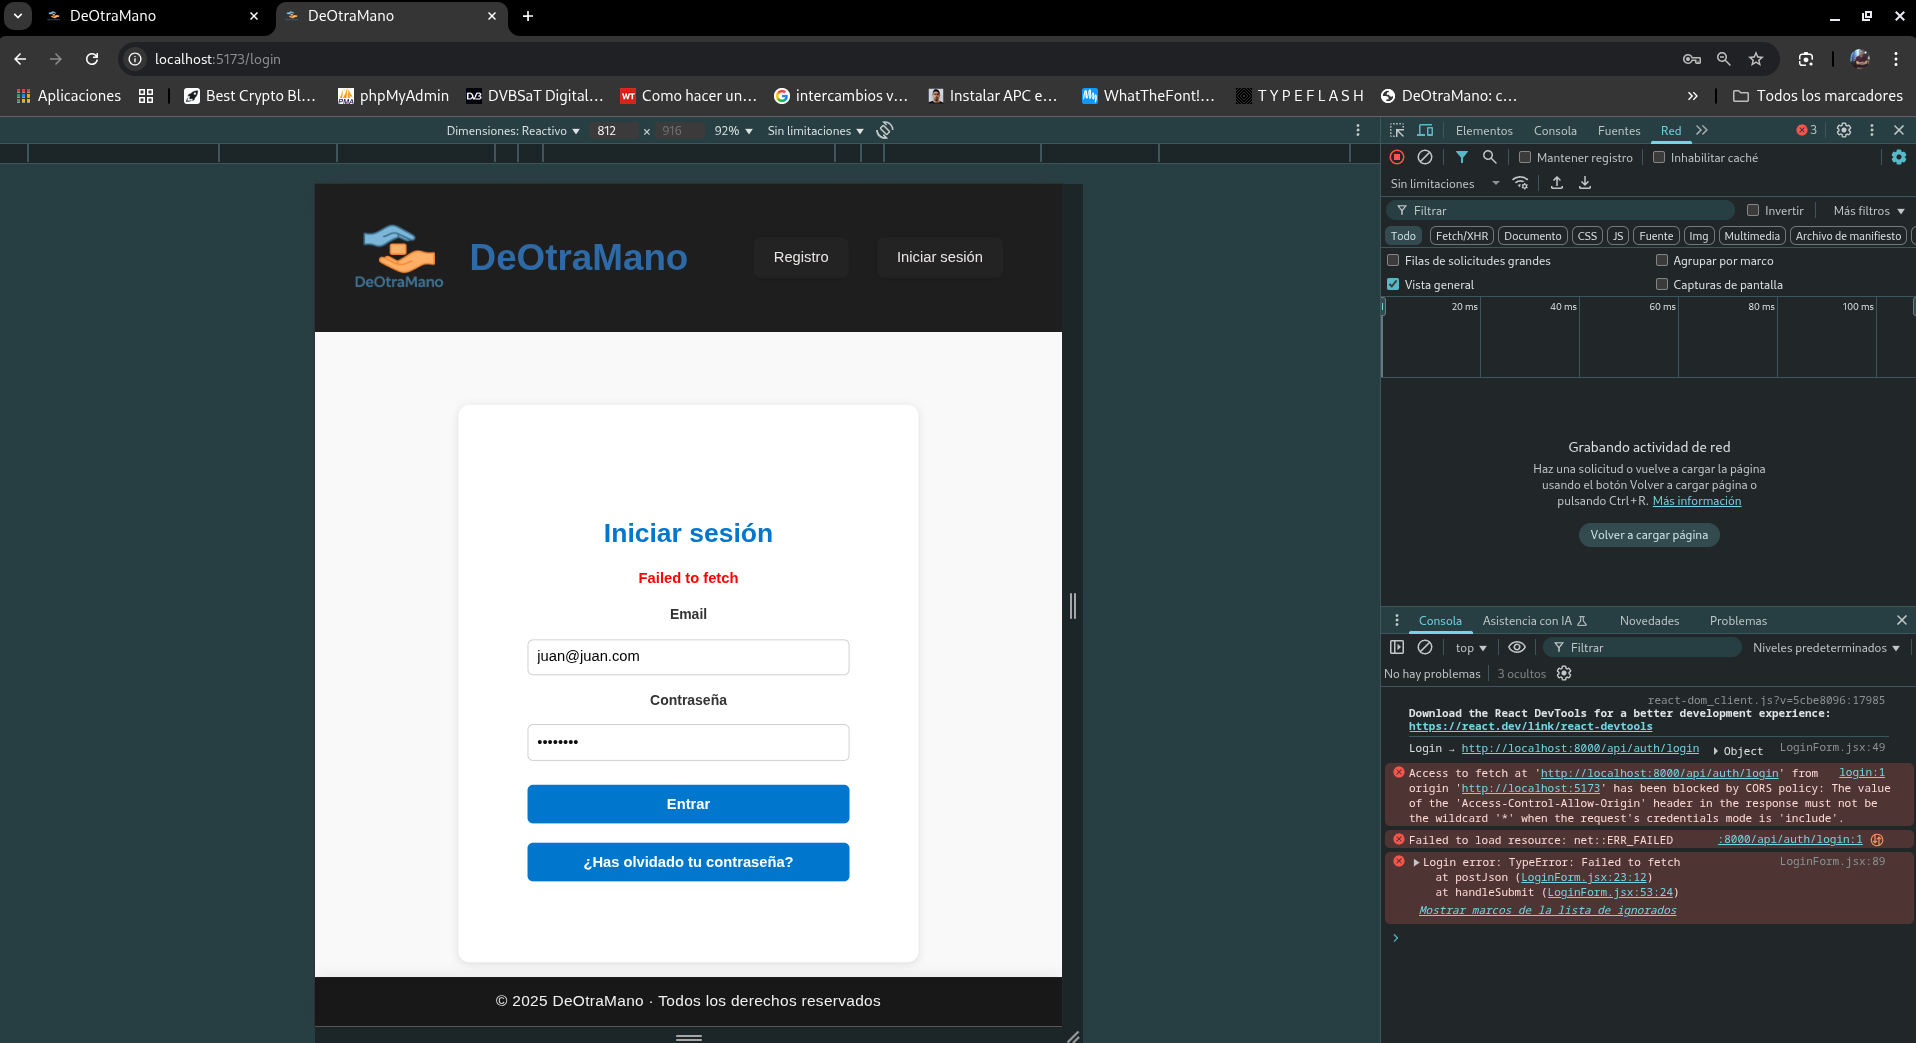 DeOtraMano
DeOtraMano
localhost:5173/login
Aplicaciones
Best Crypto Bl...
phpMyAdmin
DVBSaT Digital...
Como hacer un...
intercambios v...
Instalar APC e...
WhatTheFont!...
T Y P E F L A S H
DeOtraMano: c...
Todos los marcadores
Dimensiones: Reactivo
812
×
916
92%
Sin limitaciones
DeOtraMano
DeOtraMano
Registro
Iniciar sesión
Iniciar sesión
Failed to fetch
Email
juan@juan.com
Contraseña
••••••••
Entrar
¿Has olvidado tu contraseña?
© 2025 DeOtraMano · Todos los derechos reservados
Elementos
Consola
Fuentes
Red
3
Mantener registro
Inhabilitar caché
Sin limitaciones
Filtrar
Invertir
Más filtros
Todo
Fetch/XHR
Documento
CSS
JS
Fuente
Img
Multimedia
Archivo de manifiesto
Filas de solicitudes grandes
Agrupar por marco
Vista general
Capturas de pantalla
20 ms
40 ms
60 ms
80 ms
100 ms
Grabando actividad de red
Haz una solicitud o vuelve a cargar la página
usando el botón Volver a cargar página o
pulsando Ctrl+R. Más información
Volver a cargar página
Consola
Asistencia con IA
Novedades
Problemas
top
Filtrar
Niveles predeterminados
No hay problemas
3 ocultos
react-dom_client.js?v=5cbe8096:17985
Download the React DevTools for a better development experience:
https://react.dev/link/react-devtools
Login → http://localhost:8000/api/auth/login ▸ Object LoginForm.jsx:49
Access to fetch at 'http://localhost:8000/api/auth/login' from login:1
origin 'http://localhost:5173' has been blocked by CORS policy: The value
of the 'Access-Control-Allow-Origin' header in the response must not be
the wildcard '*' when the request's credentials mode is 'include'.
Failed to load resource: net::ERR_FAILED :8000/api/auth/login:1
▸Login error: TypeError: Failed to fetch LoginForm.jsx:89
at postJson (LoginForm.jsx:23:12)
at handleSubmit (LoginForm.jsx:53:24)
Mostrar marcos de la lista de ignorados